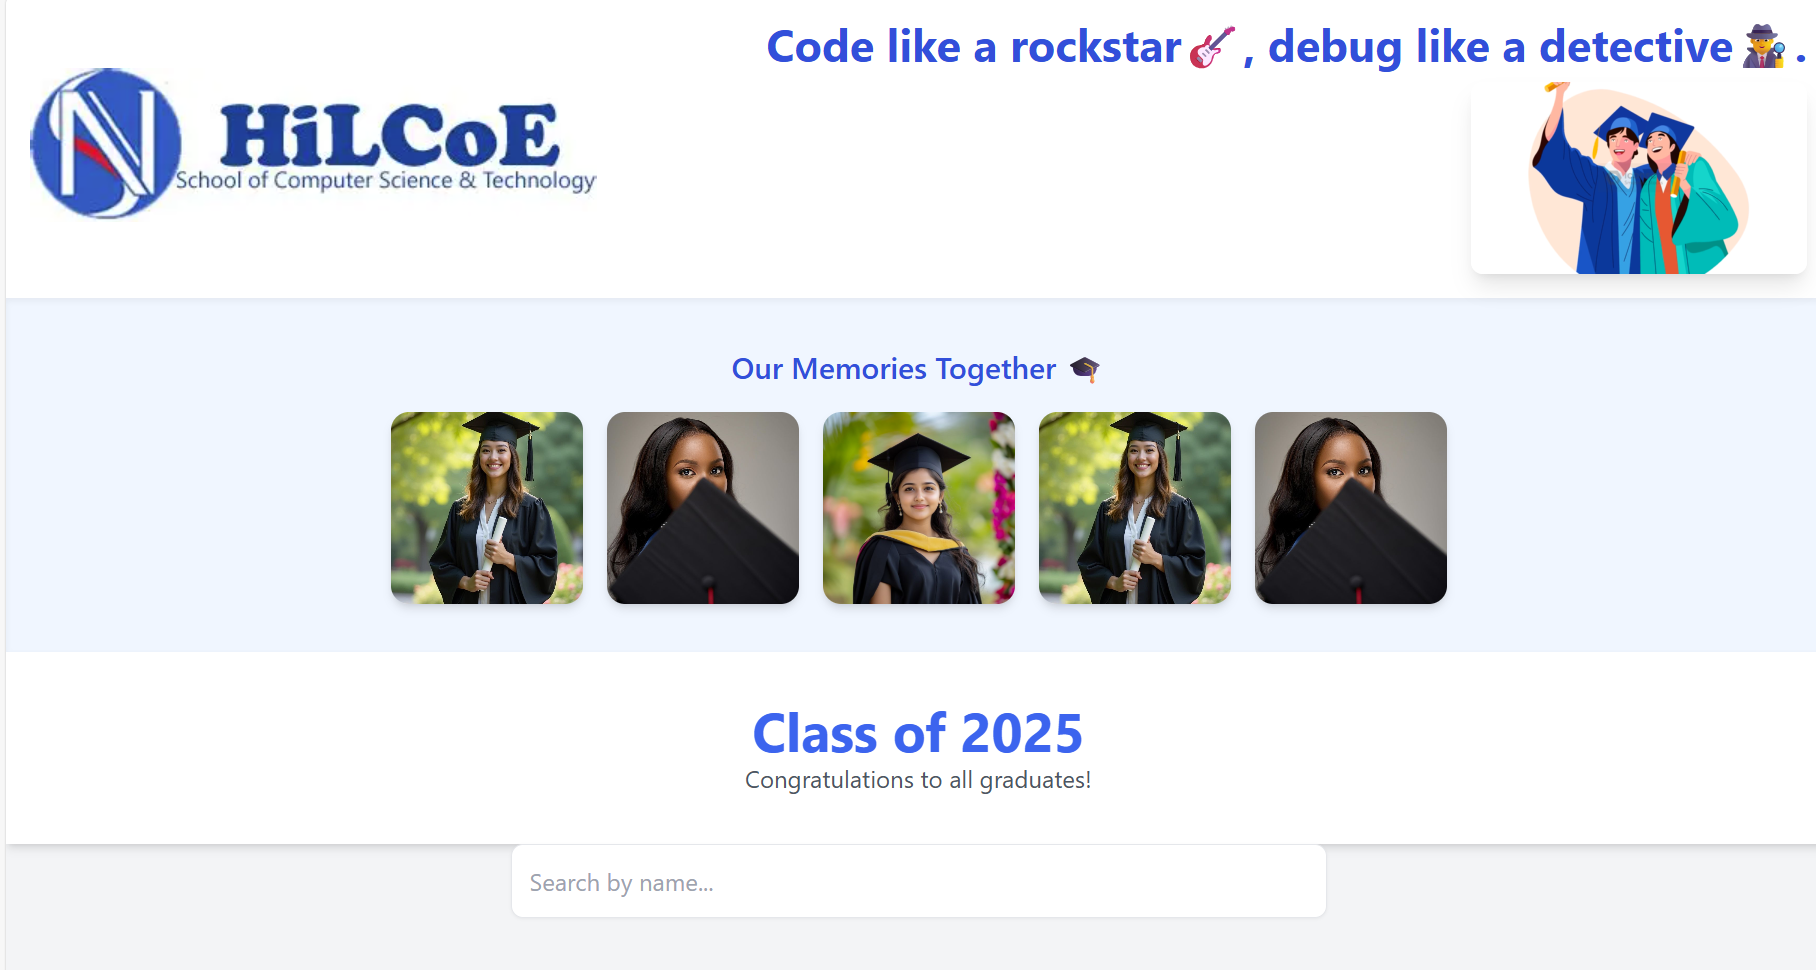 Code like a rockstar🎸, debug like a detective🕵️.
HiLCoE
School of Computer Science & Technology
Our Memories Together 🎓
Class of 2025
Congratulations to all graduates!
Search by name...